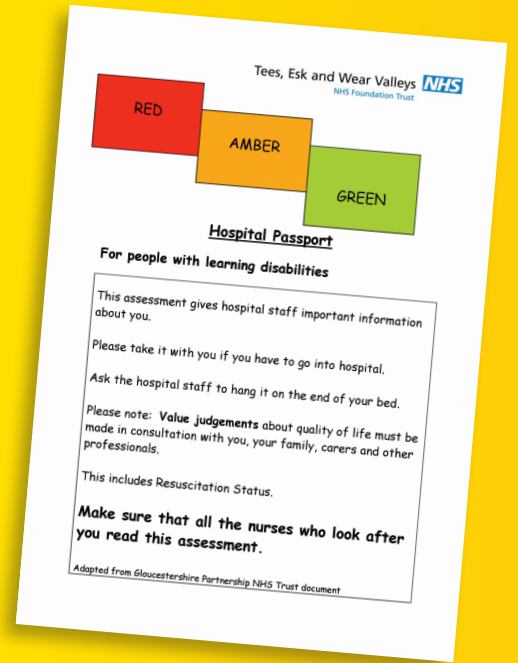 Tees, Esk and Wear Valleys NHS
NHS Foundation Trust
RED
AMBER
GREEN
Hospital Passport
For people with learning disabilities
This assessment gives hospital staff important information
about you.
Please take it with you if you have to go into hospital.
Ask the hospital staff to hang it on the end of your bed.
Please note: Value judgements about quality of life must be
made in consultation with you, your family, carers and other
professionals.
This includes Resuscitation Status.
Make sure that all the nurses who look after
you read this assessment.
Adapted from Gloucestershire Partnership NHS Trust document